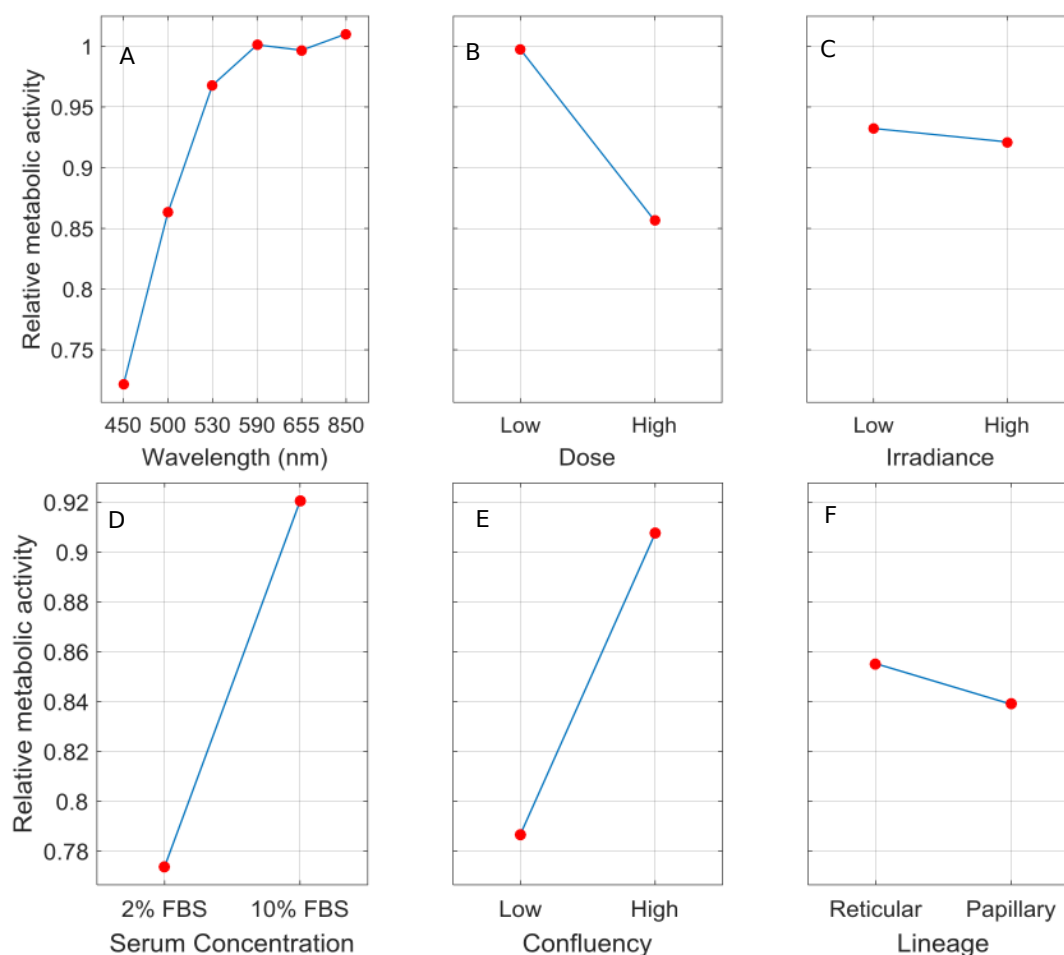 A
B
C
Relative metabolic activity
1
0.95
0.9
0.85
0.8
0.75
450 500 530 590 655 850
Low High
Low High
Wavelength (nm)
Dose
Irradiance
D
E
F
Relative metabolic activity
0.92
0.9
0.88
0.86
0.84
0.82
0.8
0.78
2% FBS 10% FBS
Low High
Reticular Papillary
Serum Concentration
Confluency
Lineage